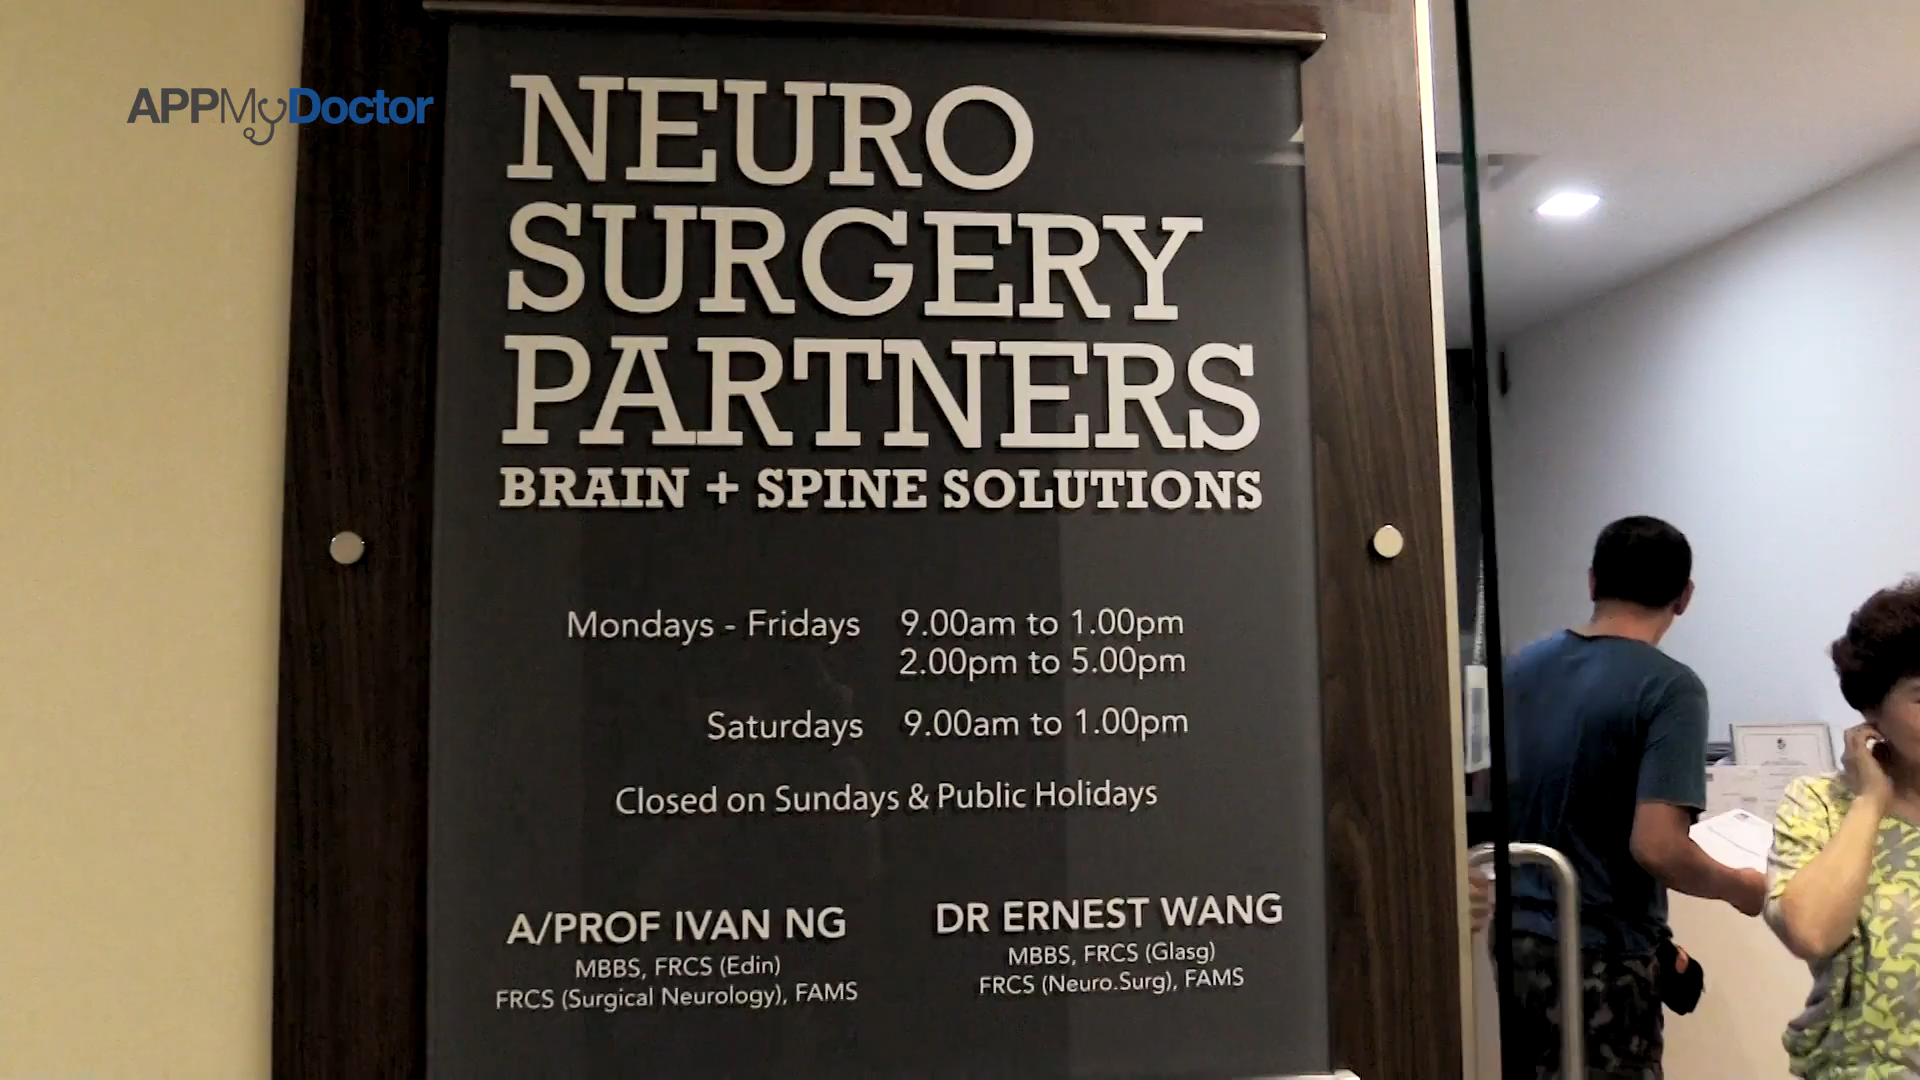 APPMyDoctor
NEURO
SURGERY
PARTNERS
BRAIN + SPINE SOLUTIONS
Mondays - Fridays 9.00am to 1.00pm
2.00pm to 5.00pm
Saturdays 9.00am to 1.00pm
Closed on Sundays & Public Holidays
A/PROF IVAN NG
MBBS, FRCS (Edin)
FRCS (Surgical Neurology), FAMS
DR ERNEST WANG
MBBS, FRCS (Glasg)
FRCS (Neuro.Surg), FAMS